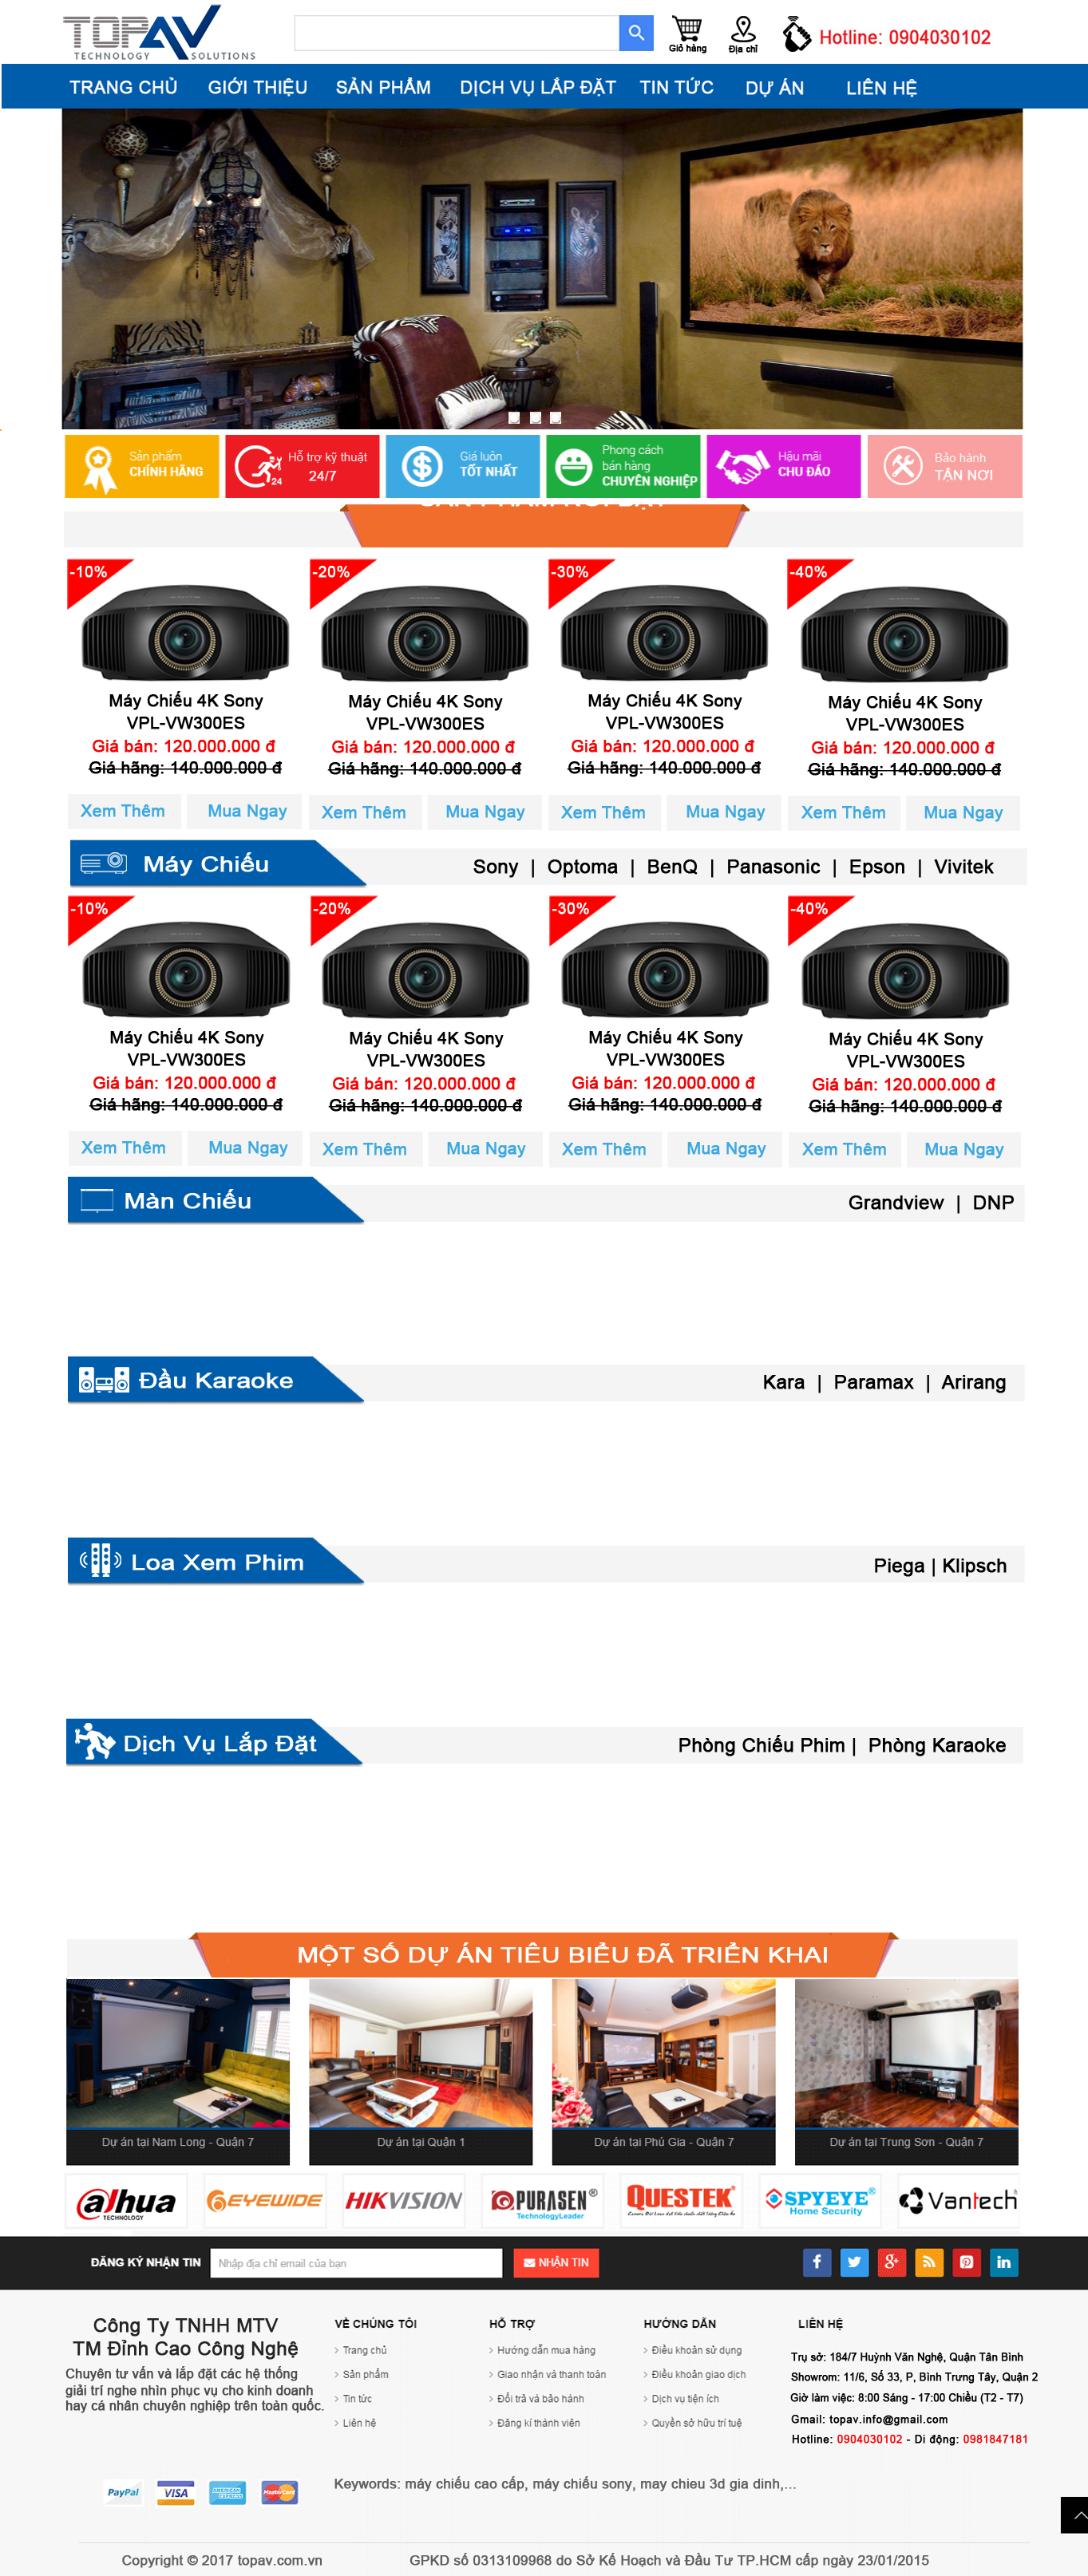 TOPAV
TECHNOLOGY SOLUTIONS
Giỏ hàng
Địa chỉ
Hotline: 0904030102
TRANG CHỦ GIỚI THIỆU SẢN PHẨM DỊCH VỤ LẮP ĐẶT TIN TỨC DỰ ÁN LIÊN HỆ
Sản phẩm
CHÍNH HÃNG
Hỗ trợ kỹ thuật
24/7
24
Giá luôn
TỐT NHẤT
Phong cách
bán hàng
CHUYÊN NGHIỆP
Hậu mãi
CHU ĐÁO
Bảo hành
TẬN NƠI
SẢN PHẨM NỔI BẬT
-10% -20% -30% -40%
Máy Chiếu 4K Sony
VPL-VW300ES
Giá bán: 120.000.000 đ
Giá hãng: 140.000.000 đ
Xem Thêm Mua Ngay
Máy Chiếu 4K Sony
VPL-VW300ES
Giá bán: 120.000.000 đ
Giá hãng: 140.000.000 đ
Xem Thêm Mua Ngay
Máy Chiếu 4K Sony
VPL-VW300ES
Giá bán: 120.000.000 đ
Giá hãng: 140.000.000 đ
Xem Thêm Mua Ngay
Máy Chiếu 4K Sony
VPL-VW300ES
Giá bán: 120.000.000 đ
Giá hãng: 140.000.000 đ
Xem Thêm Mua Ngay
Máy Chiếu
Sony | Optoma | BenQ | Panasonic | Epson | Vivitek
-10% -20% -30% -40%
Máy Chiếu 4K Sony
VPL-VW300ES
Giá bán: 120.000.000 đ
Giá hãng: 140.000.000 đ
Xem Thêm Mua Ngay
Máy Chiếu 4K Sony
VPL-VW300ES
Giá bán: 120.000.000 đ
Giá hãng: 140.000.000 đ
Xem Thêm Mua Ngay
Máy Chiếu 4K Sony
VPL-VW300ES
Giá bán: 120.000.000 đ
Giá hãng: 140.000.000 đ
Xem Thêm Mua Ngay
Máy Chiếu 4K Sony
VPL-VW300ES
Giá bán: 120.000.000 đ
Giá hãng: 140.000.000 đ
Xem Thêm Mua Ngay
Màn Chiếu
Grandview | DNP
Đầu Karaoke
Kara | Paramax | Arirang
Loa Xem Phim
Piega | Klipsch
Dịch Vụ Lắp Đặt
Phòng Chiếu Phim | Phòng Karaoke
MỘT SỐ DỰ ÁN TIÊU BIỂU ĐÃ TRIỂN KHAI
Dự án tại Nam Long - Quận 7
Dự án tại Quận 1
Dự án tại Phú Gia - Quận 7
Dự án tại Trung Sơn - Quận 7
alhua
TECHNOLOGY
EYEWIDE
HIKVISION
PURASEN®
TechnologyLeader
QUESTEK®
SPYEYE®
Home Security
Vantech
ĐĂNG KÝ NHẬN TIN
Nhập địa chỉ email của bạn
NHẬN TIN
Công Ty TNHH MTV
TM Đỉnh Cao Công Nghệ
Chuyên tư vấn và lắp đặt các hệ thống
giải trí nghe nhìn phục vụ cho kinh doanh
hay cá nhân chuyên nghiệp trên toàn quốc.
VỀ CHÚNG TÔI
Trang chủ
Sản phẩm
Tin tức
Liên hệ
HỖ TRỢ
Hướng dẫn mua hàng
Giao nhận và thanh toán
Đổi trả và bảo hành
Đăng kí thành viên
HƯỚNG DẪN
Điều khoản sử dụng
Điều khoản giao dịch
Dịch vụ tiện ích
Quyền sở hữu trí tuệ
LIÊN HỆ
Trụ sở: 184/7 Huỳnh Văn Nghệ, Quận Tân Bình
Showrom: 11/6, Số 33, P, Bình Trưng Tây, Quận 2
Giờ làm việc: 8:00 Sáng - 17:00 Chiều (T2 - T7)
Gmail: topav.info@gmail.com
Hotline: 0904030102 - Di động: 0981847181
PayPal VISA AMERICAN EXPRESS MasterCard
Keywords: máy chiếu cao cấp, máy chiếu sony, may chieu 3d gia dinh,...
Copyright © 2017 topav.com.vn
GPKD số 0313109968 do Sở Kế Hoạch và Đầu Tư TP.HCM cấp ngày 23/01/2015